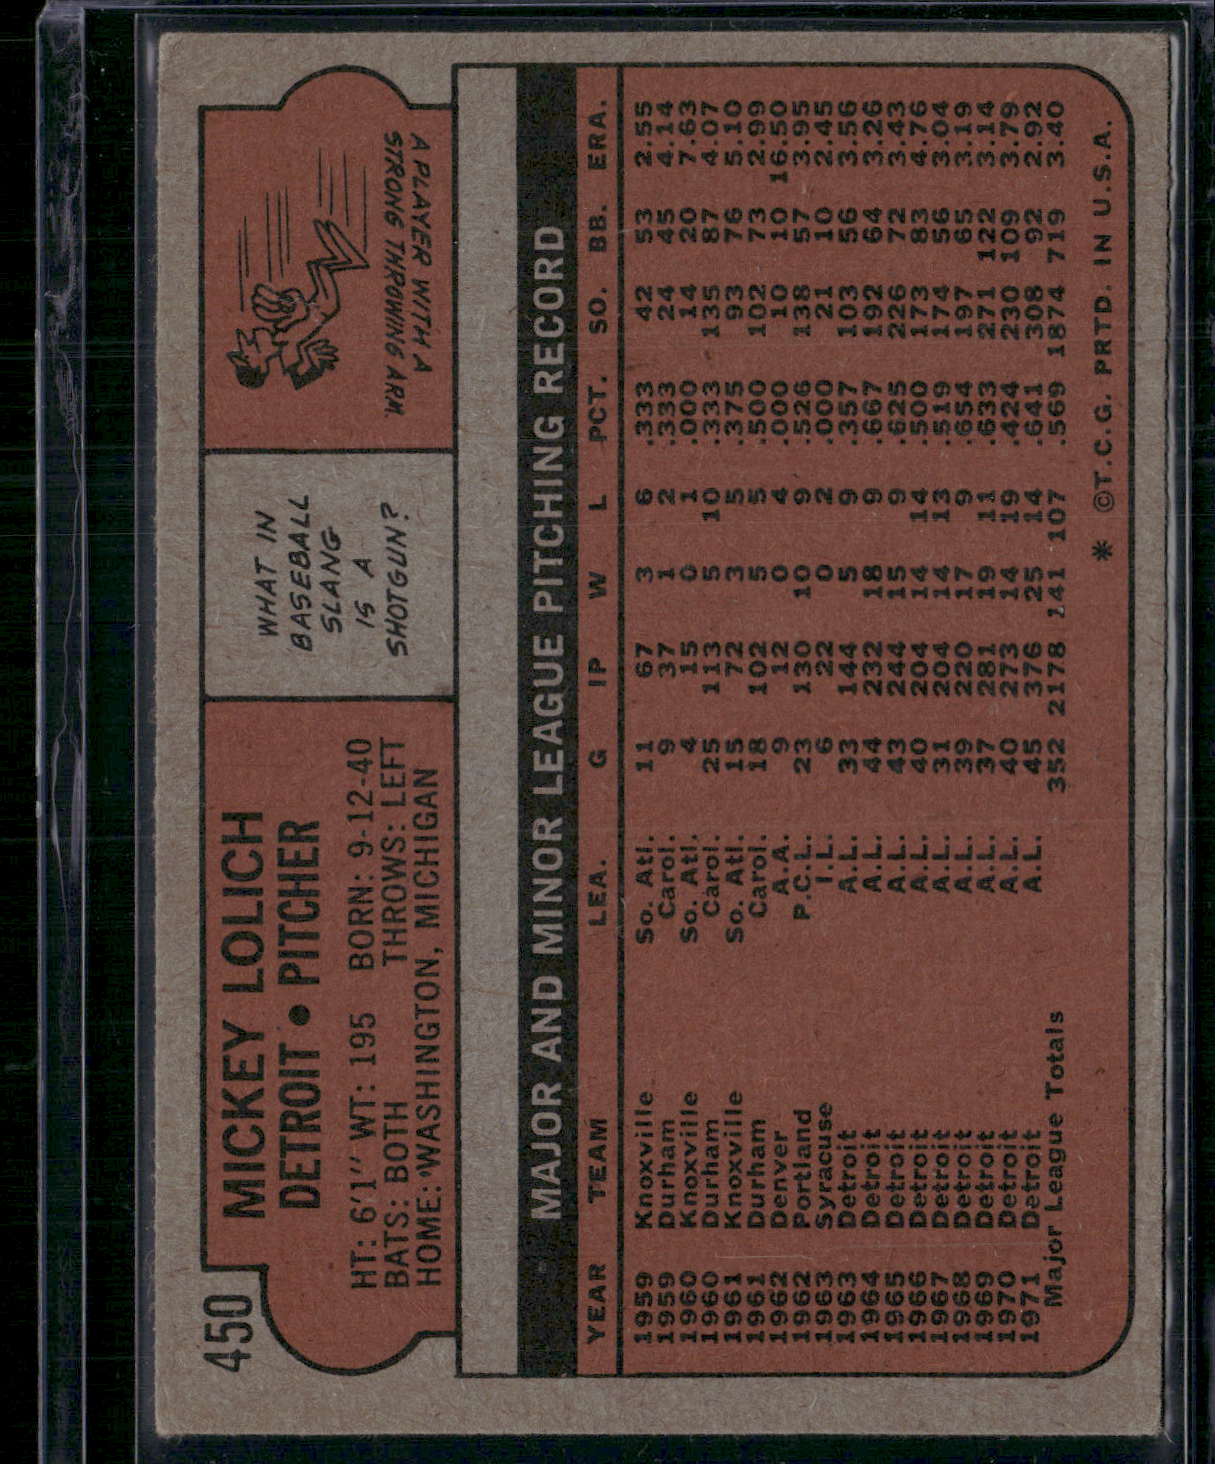 450
MICKEY LOLICH
DETROIT • PITCHER
HT: 6'1" WT: 195 BORN: 9-12-40
BATS: BOTH THROWS: LEFT
HOME: WASHINGTON, MICHIGAN
WHAT IN
BASEBALL
SLANG
IS A
SHOTGUN?
A PLAYER WITH A
STRONG THROWING ARM.
MAJOR AND MINOR LEAGUE PITCHING RECORD
YEAR TEAM LEA. G IP W L PCT. SO. BB. ERA.
1959 Knoxville So. Atl. 11 67 3 6 .333 42 53 2.55
1959 Durham Carol. 9 37 1 2 .333 24 45 4.14
1960 Knoxville So. Atl. 4 15 0 1 .000 14 20 7.63
1960 Durham Carol. 25 113 5 10 .333 135 87 4.07
1961 Knoxville So. Atl. 15 72 3 5 .375 93 76 5.10
1961 Durham Carol. 18 102 5 5 .500 102 73 2.99
1962 Denver A.A. 9 12 0 4 .000 10 10 16.50
1962 Portland P.C.L. 23 130 10 9 .526 138 57 3.95
1963 Syracuse I.L. 6 22 0 2 .000 21 10 2.45
1963 Detroit A.L. 33 144 5 9 .357 103 56 3.56
1964 Detroit A.L. 44 232 18 9 .667 192 64 3.26
1965 Detroit A.L. 43 244 15 9 .625 226 72 3.43
1966 Detroit A.L. 40 204 14 14 .500 173 83 4.76
1967 Detroit A.L. 31 204 14 13 .519 174 56 3.04
1968 Detroit A.L. 39 220 17 9 .654 197 65 3.19
1969 Detroit A.L. 37 281 19 11 .633 271 122 3.14
1970 Detroit A.L. 40 273 14 19 .424 230 109 3.79
1971 Detroit A.L. 45 376 25 14 .641 308 92 2.92
Major League Totals 352 2178 141 107 .569 1874 719 3.40
* ©T.C.G. PRTD. IN U.S.A.